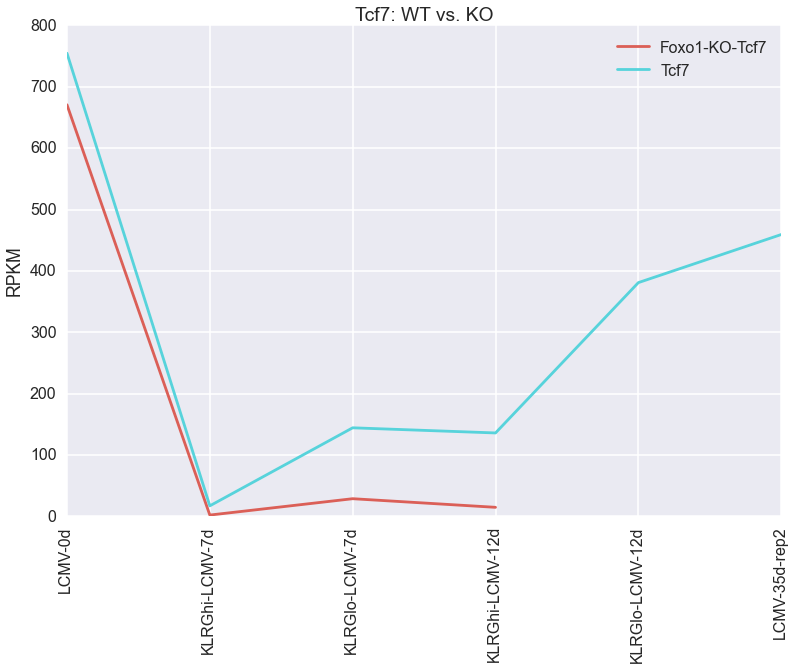 Tcf7: WT vs. KO
Foxo1-KO-Tcf7
Tcf7
RPKM
800
700
600
500
400
300
200
100
0
LCMV-0d
KLRGhi-LCMV-7d
KLRGlo-LCMV-7d
KLRGhi-LCMV-12d
KLRGlo-LCMV-12d
LCMV-35d-rep2